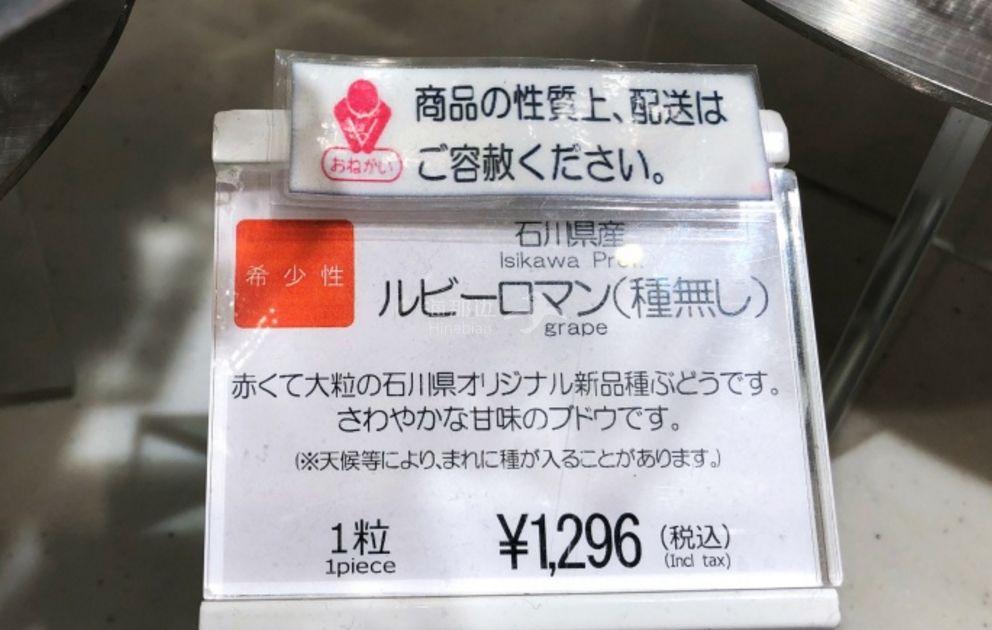 商品の性質上、配送は
おねがい
ご容赦ください。
石川県産
Isikawa
希少性
ルビーロマン(種無し)
grape
赤くて大粒の石川県オリジナル新品種ぶどうです。
さわやかな甘味のブドウです。
(※天候等により、まれに種が入ることがあります。)
1粒
1piece
¥1,296 (税込)
(Incl tax)
Hinabian